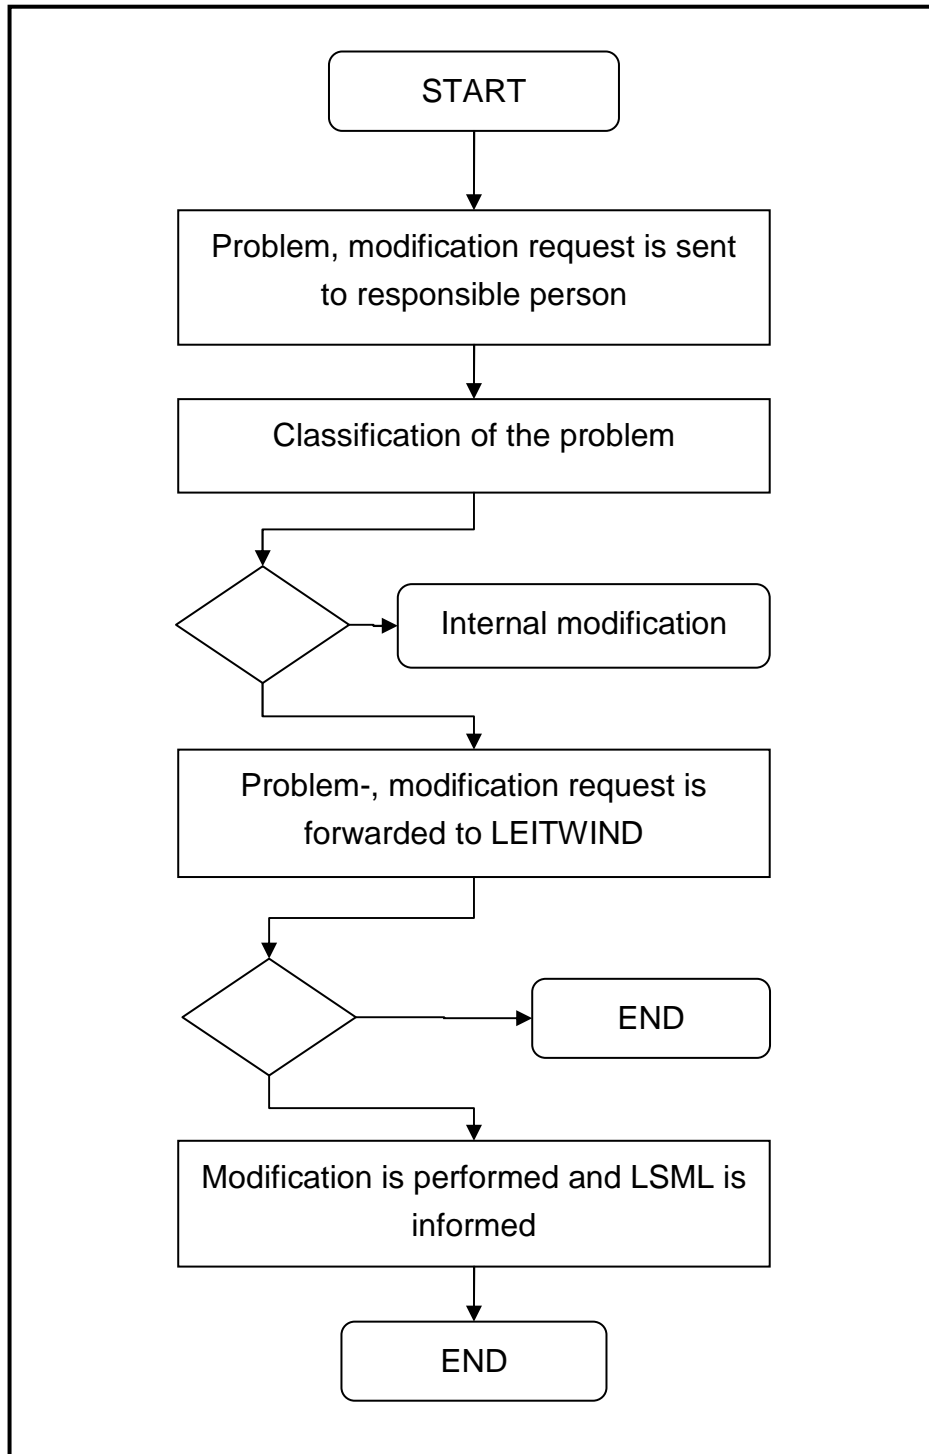 START
Problem, modification request is sent
to responsible person
Classification of the problem
Internal modification
Problem-, modification request is
forwarded to LEITWIND
END
Modification is performed and LSML is
informed
END